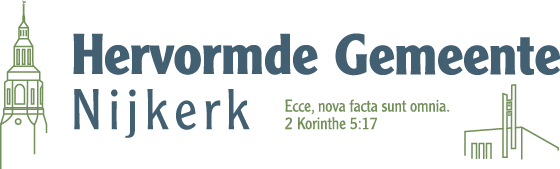 Hervormde Gemeente
Nijkerk
Ecce, nova facta sunt omnia.
2 Korinthe 5:17